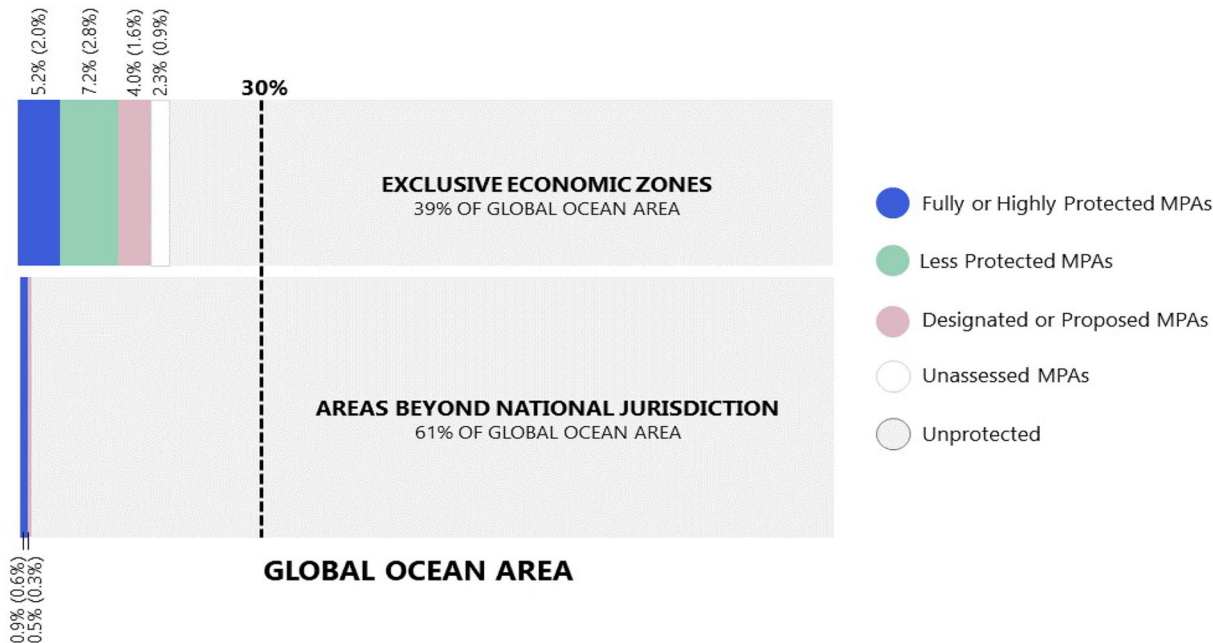 5.2% (2.0%)
7.2% (2.8%)
4.0% (1.6%)
2.3% (0.9%)
30%
EXCLUSIVE ECONOMIC ZONES
39% OF GLOBAL OCEAN AREA
AREAS BEYOND NATIONAL JURISDICTION
61% OF GLOBAL OCEAN AREA
0.9% (0.6%)
0.5% (0.3%)
GLOBAL OCEAN AREA
Fully or Highly Protected MPAs
Less Protected MPAs
Designated or Proposed MPAs
Unassessed MPAs
Unprotected